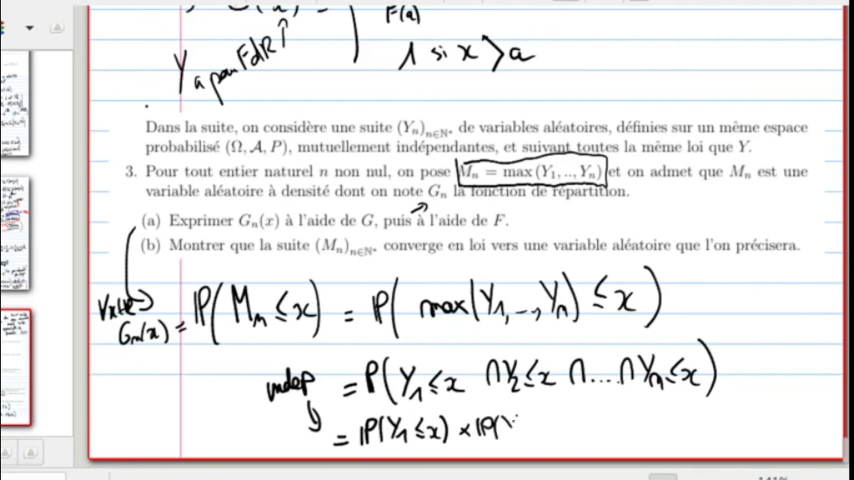 F(a)
1 si x > a
Y a pour FdR
Dans la suite, on considère une suite (Yₙ)ₙ∈ℕ* de variables aléatoires, définies sur un même espace
probabilisé (Ω, 𝒜, P), mutuellement indépendantes, et suivant toutes la même loi que Y.
3. Pour tout entier naturel n non nul, on pose Mₙ = max (Y₁, .., Yₙ) et on admet que Mₙ est une
variable aléatoire à densité dont on note Gₙ la fonction de répartition.
(a) Exprimer Gₙ(x) à l'aide de G, puis à l'aide de F.
(b) Montrer que la suite (Mₙ)ₙ∈ℕ* converge en loi vers une variable aléatoire que l'on précisera.
Gₙ(x) = ℙ(Mₙ ≤ x) = ℙ( max(Y₁, --, Yₙ) ≤ x)
indep = P(Y₁ ≤ x ∩ Y₂ ≤ x ∩ .... ∩ Yₙ ≤ x)
= ℙ(Y₁ ≤ x) × ℙ(